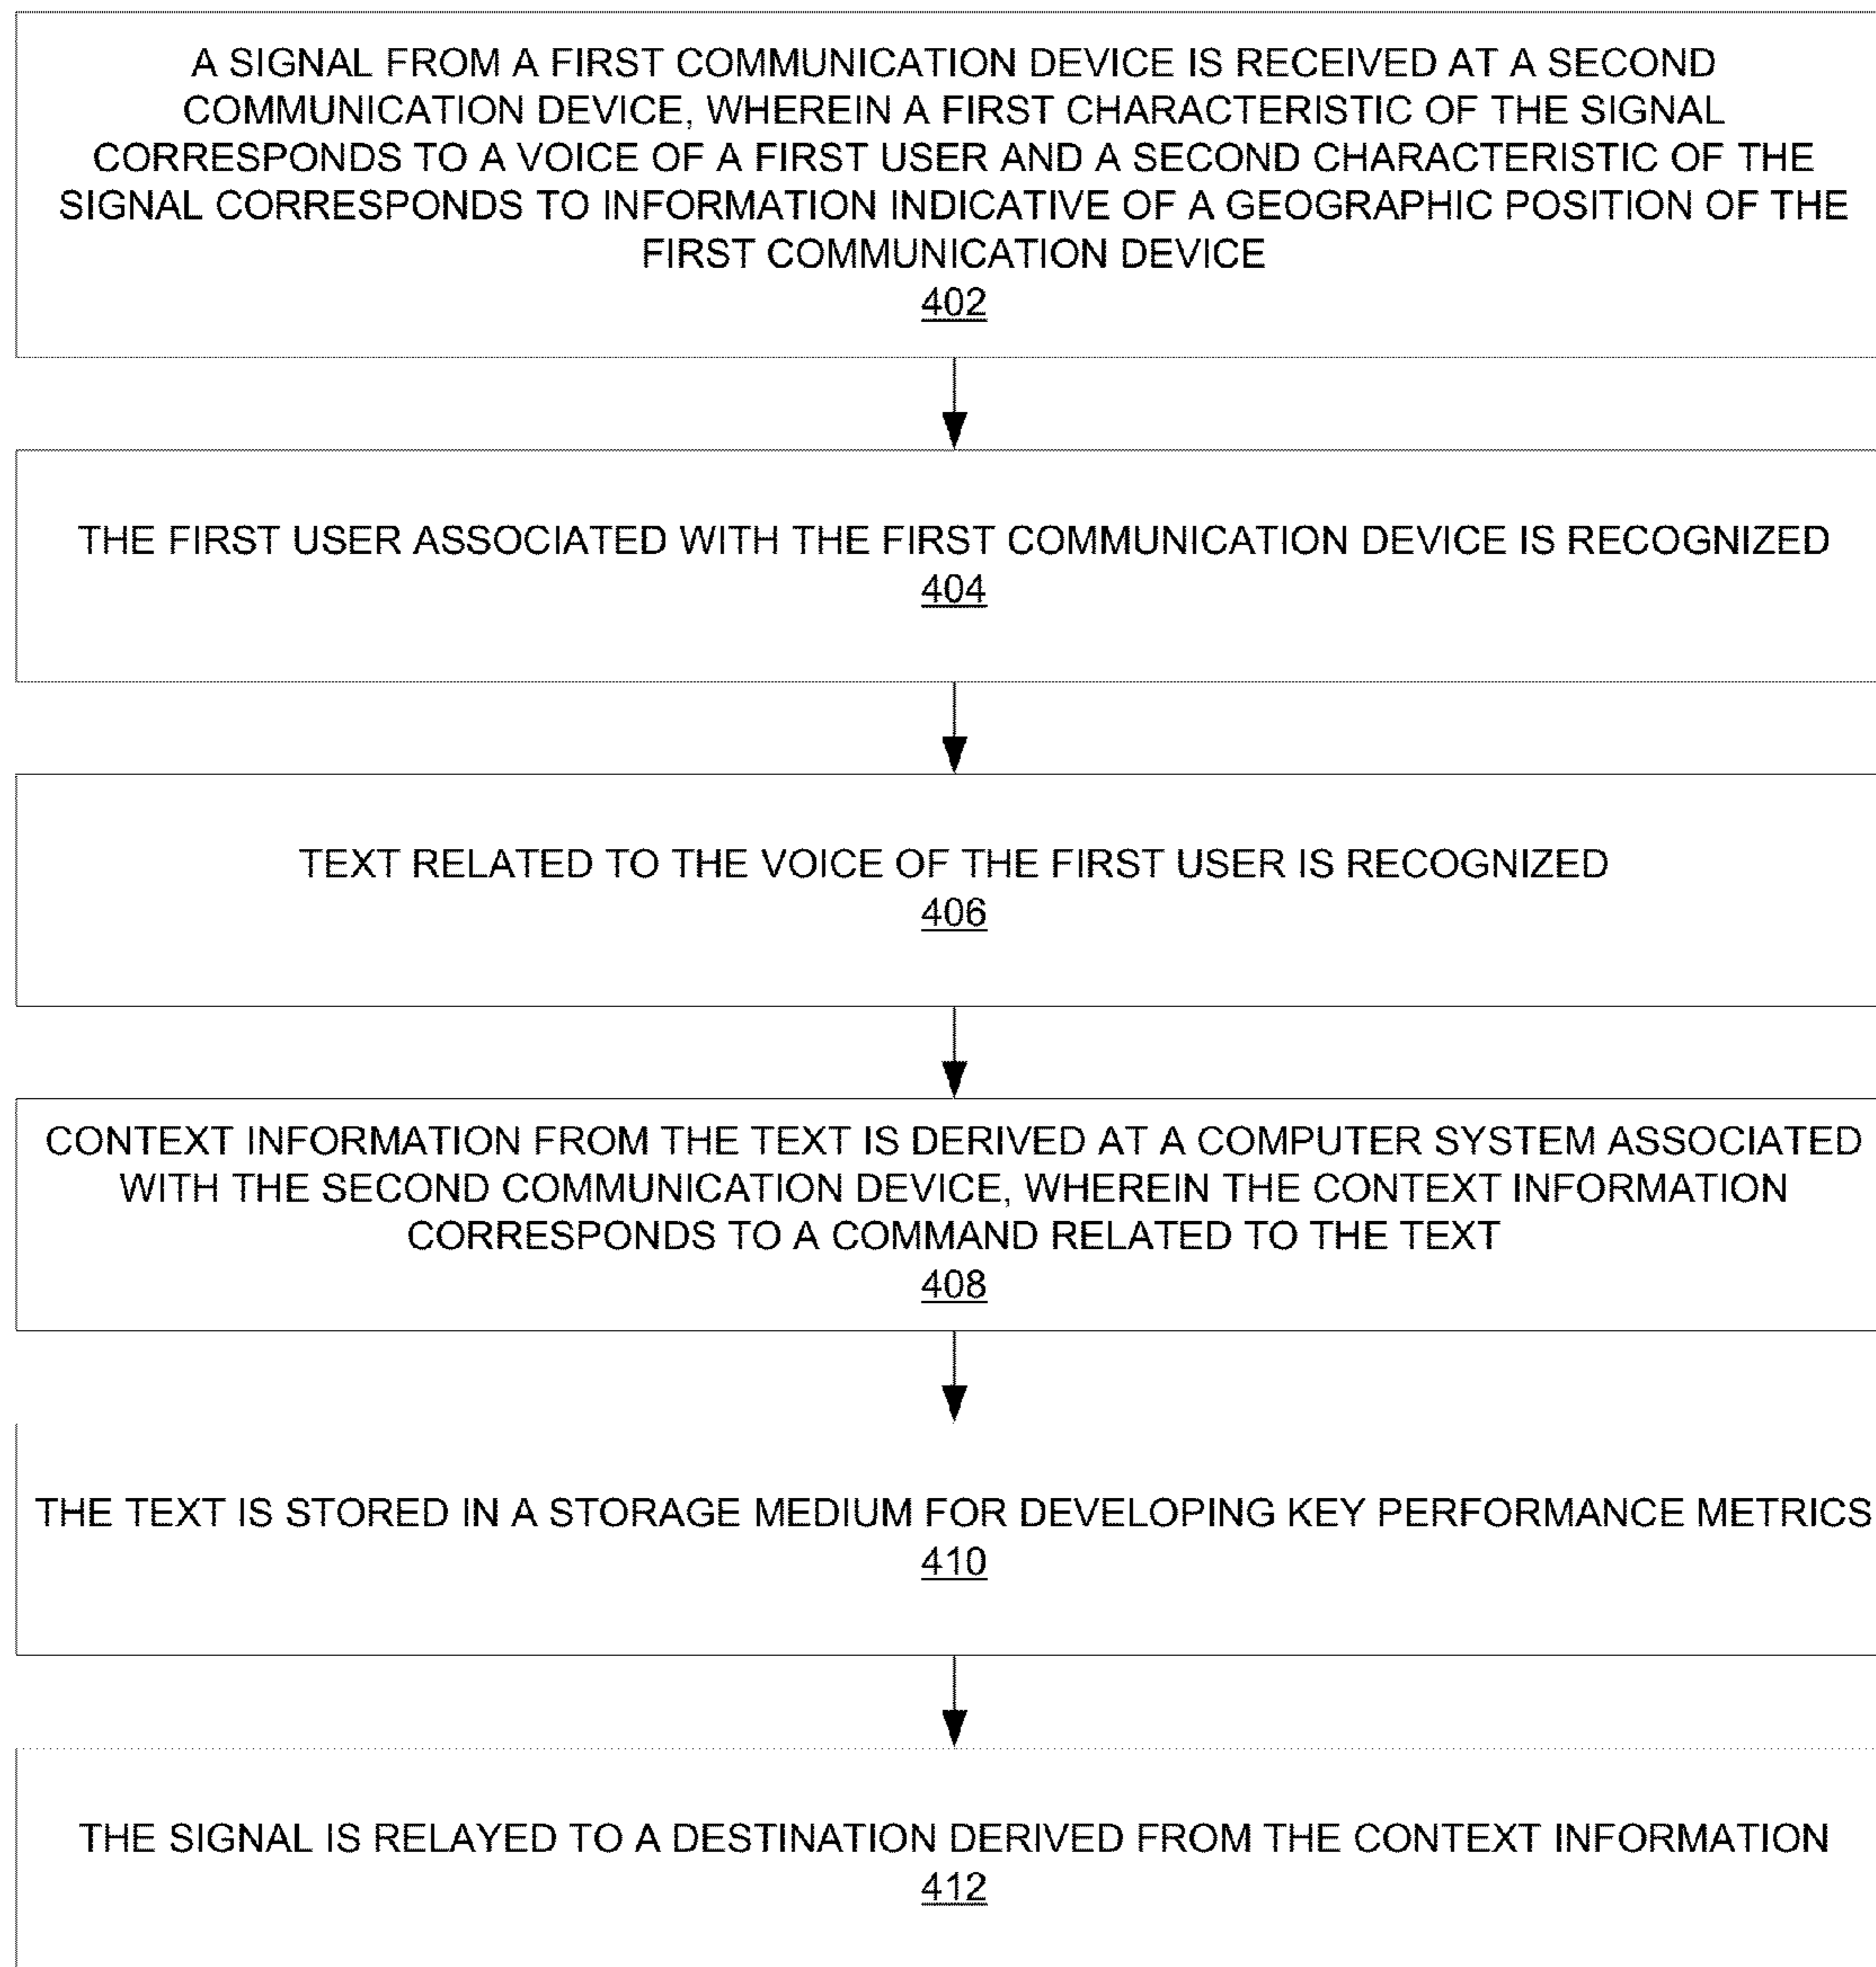 A SIGNAL FROM A FIRST COMMUNICATION DEVICE IS RECEIVED AT A SECOND
COMMUNICATION DEVICE, WHEREIN A FIRST CHARACTERISTIC OF THE SIGNAL
CORRESPONDS TO A VOICE OF A FIRST USER AND A SECOND CHARACTERISTIC OF THE
SIGNAL CORRESPONDS TO INFORMATION INDICATIVE OF A GEOGRAPHIC POSITION OF THE
FIRST COMMUNICATION DEVICE
402
THE FIRST USER ASSOCIATED WITH THE FIRST COMMUNICATION DEVICE IS RECOGNIZED
404
TEXT RELATED TO THE VOICE OF THE FIRST USER IS RECOGNIZED
406
CONTEXT INFORMATION FROM THE TEXT IS DERIVED AT A COMPUTER SYSTEM ASSOCIATED
WITH THE SECOND COMMUNICATION DEVICE, WHEREIN THE CONTEXT INFORMATION
CORRESPONDS TO A COMMAND RELATED TO THE TEXT
408
THE TEXT IS STORED IN A STORAGE MEDIUM FOR DEVELOPING KEY PERFORMANCE METRICS
410
THE SIGNAL IS RELAYED TO A DESTINATION DERIVED FROM THE CONTEXT INFORMATION
412